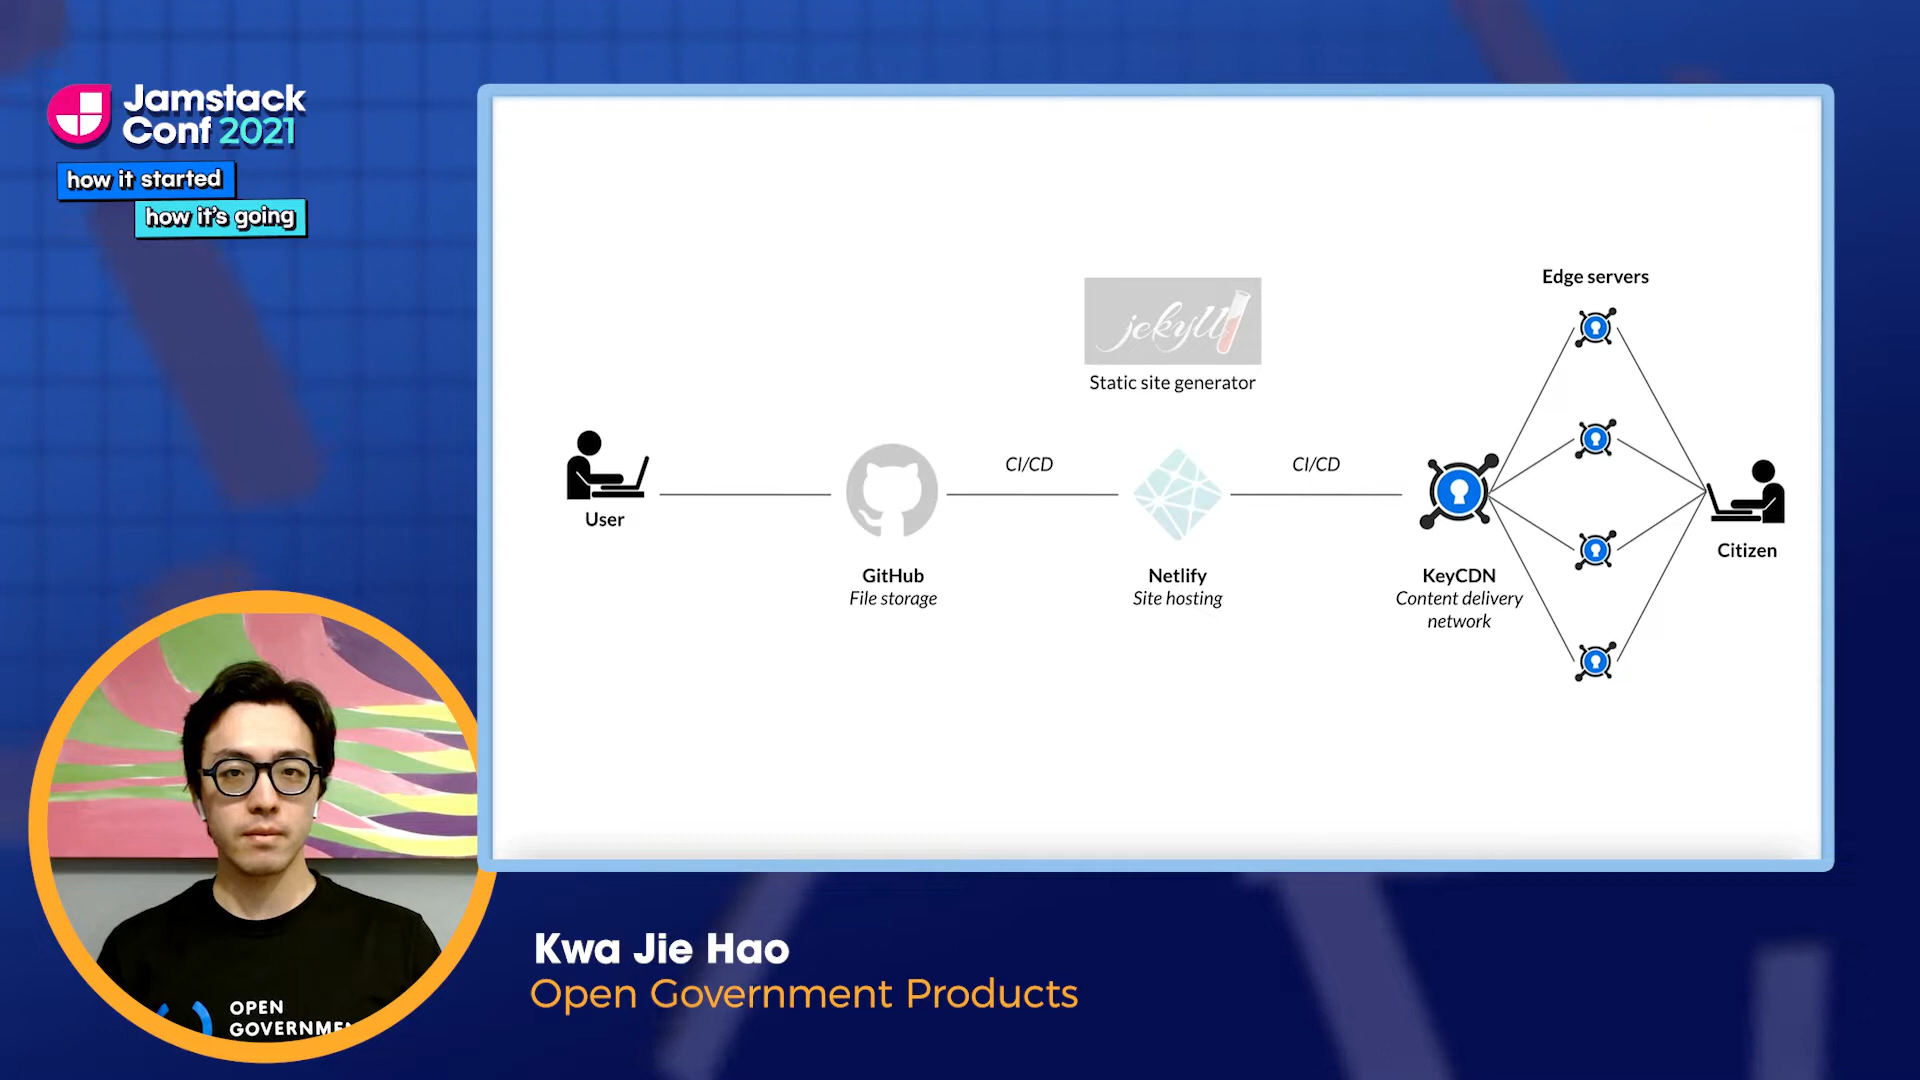 Jamstack
Conf 2021
how it started
how it's going
Edge servers
jekyll
Static site generator
CI/CD
CI/CD
User
Citizen
GitHub
File storage
Netlify
Site hosting
KeyCDN
Content delivery
network
OPEN
GOVERNME
Kwa Jie Hao
Open Government Products